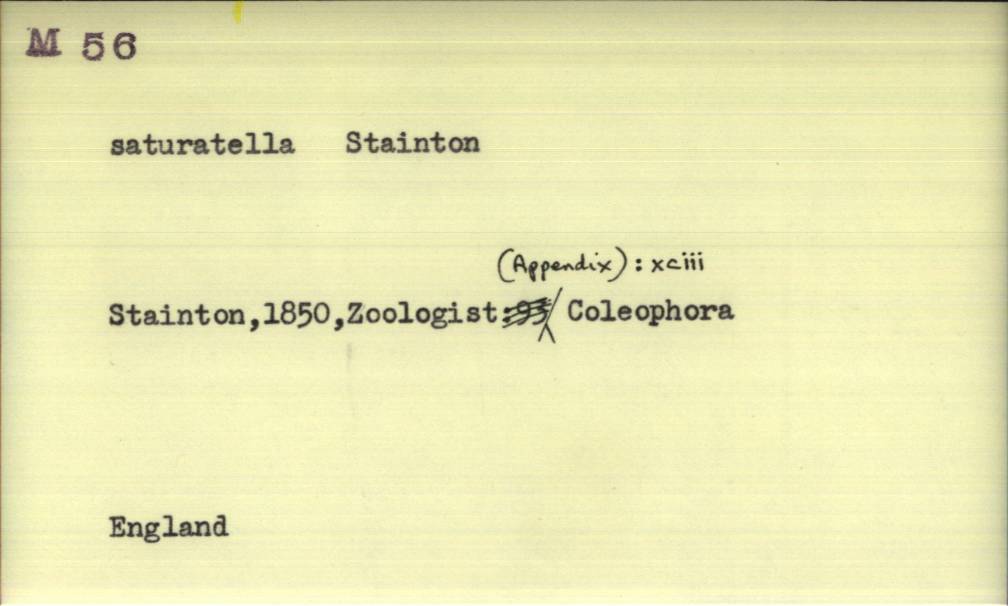 M 56
saturatella Stainton
(Appendix) : xciii
Stainton,1850,Zoologist:93 Coleophora
England